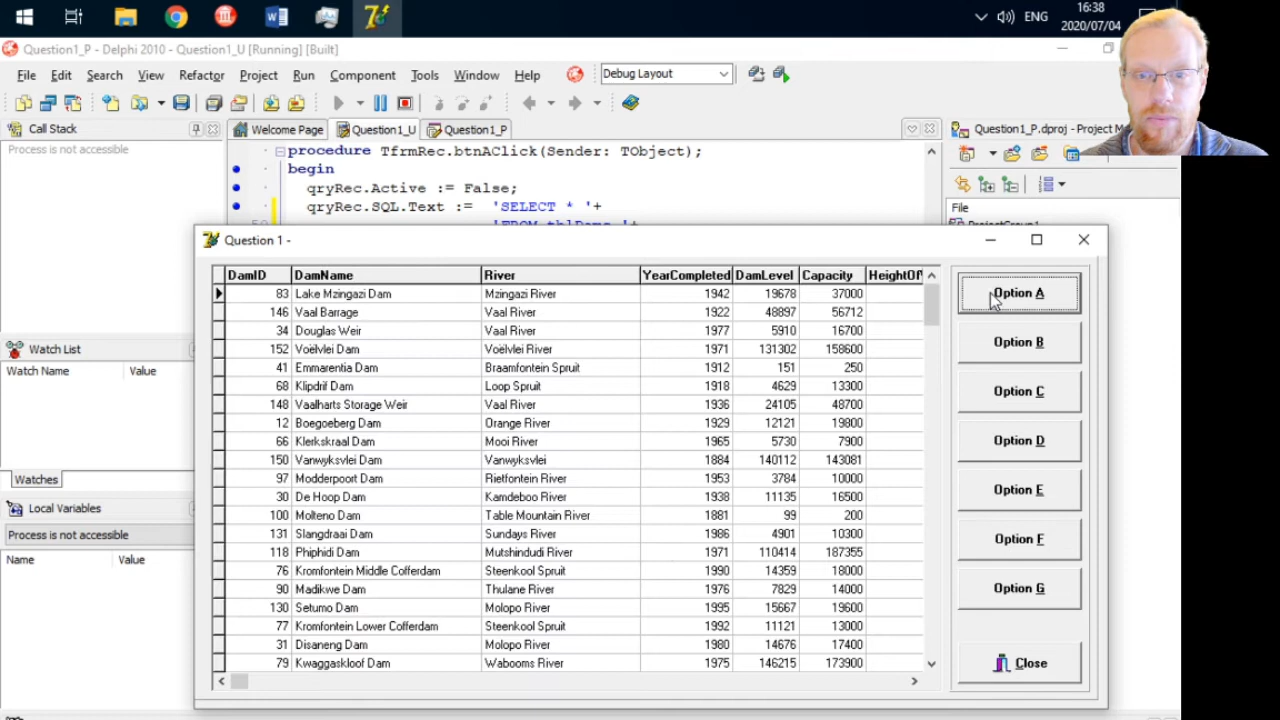 16:38
ENG
2020/07/04
Question1_P - Delphi 2010 - Question1_U [Running] [Built]
File Edit Search View Refactor Project Run Component Tools Window Help Debug Layout
Call Stack
Welcome Page Question1_U Question1_P
Question1_P.dproj - Project M
Process is not accessible
procedure TfrmRec.btnAClick(Sender: TObject);
begin
qryRec.Active := False;
qryRec.SQL.Text := 'SELECT * '+
'FROM tblDams '+
File
ProjectGroup1
Question 1 -
DamID DamName River YearCompleted DamLevel Capacity HeightOf
83 Lake Mzingazi Dam Mzingazi River 1942 19678 37000
146 Vaal Barrage Vaal River 1922 48897 56712
34 Douglas Weir Vaal River 1977 5910 16700
152 Voëlvlei Dam Voëlvlei River 1971 131302 158600
41 Emmarentia Dam Braamfontein Spruit 1912 151 250
68 Klipdrif Dam Loop Spruit 1918 4629 13300
148 Vaalharts Storage Weir Vaal River 1936 24105 48700
12 Boegoeberg Dam Orange River 1929 12121 19800
66 Klerkskraal Dam Mooi River 1965 5730 7900
150 Vanwyksvlei Dam Vanwyksvlei 1884 140112 143081
97 Modderpoort Dam Rietfontein River 1953 3784 10000
30 De Hoop Dam Kamdeboo River 1938 11135 16500
100 Molteno Dam Table Mountain River 1881 99 200
131 Slangdraai Dam Sundays River 1986 4901 10300
118 Phiphidi Dam Mutshindudi River 1971 110414 187355
76 Kromfontein Middle Cofferdam Steenkool Spruit 1990 14359 18000
90 Madikwe Dam Thulane River 1976 7829 14000
130 Setumo Dam Molopo River 1995 15667 19600
77 Kromfontein Lower Cofferdam Steenkool Spruit 1992 11121 13000
31 Disaneng Dam Molopo River 1980 14676 17400
79 Kwaggaskloof Dam Wabooms River 1975 146215 173900
Option A
Option B
Option C
Option D
Option E
Option F
Option G
Close
Watch List
Watch Name Value
Watches
Local Variables
Process is not accessible
Name Value